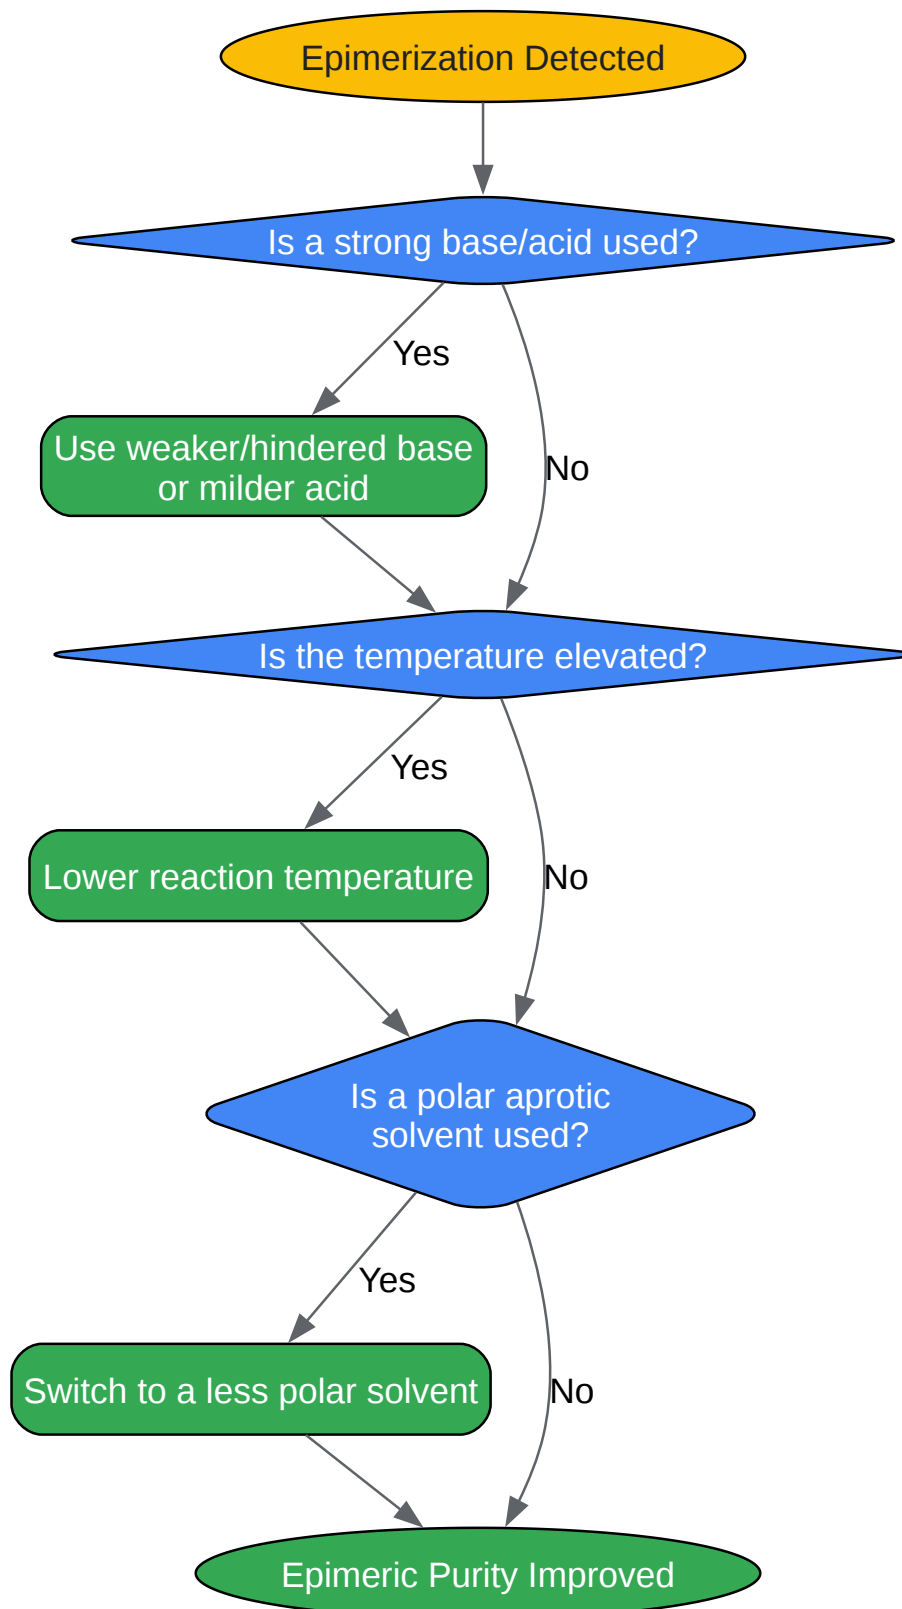 Epimerization Detected
Is a strong base/acid used?
Yes
Use weaker/hindered base
or milder acid
No
Is the temperature elevated?
Yes
Lower reaction temperature
No
Is a polar aprotic
solvent used?
Yes
Switch to a less polar solvent
No
Epimeric Purity Improved